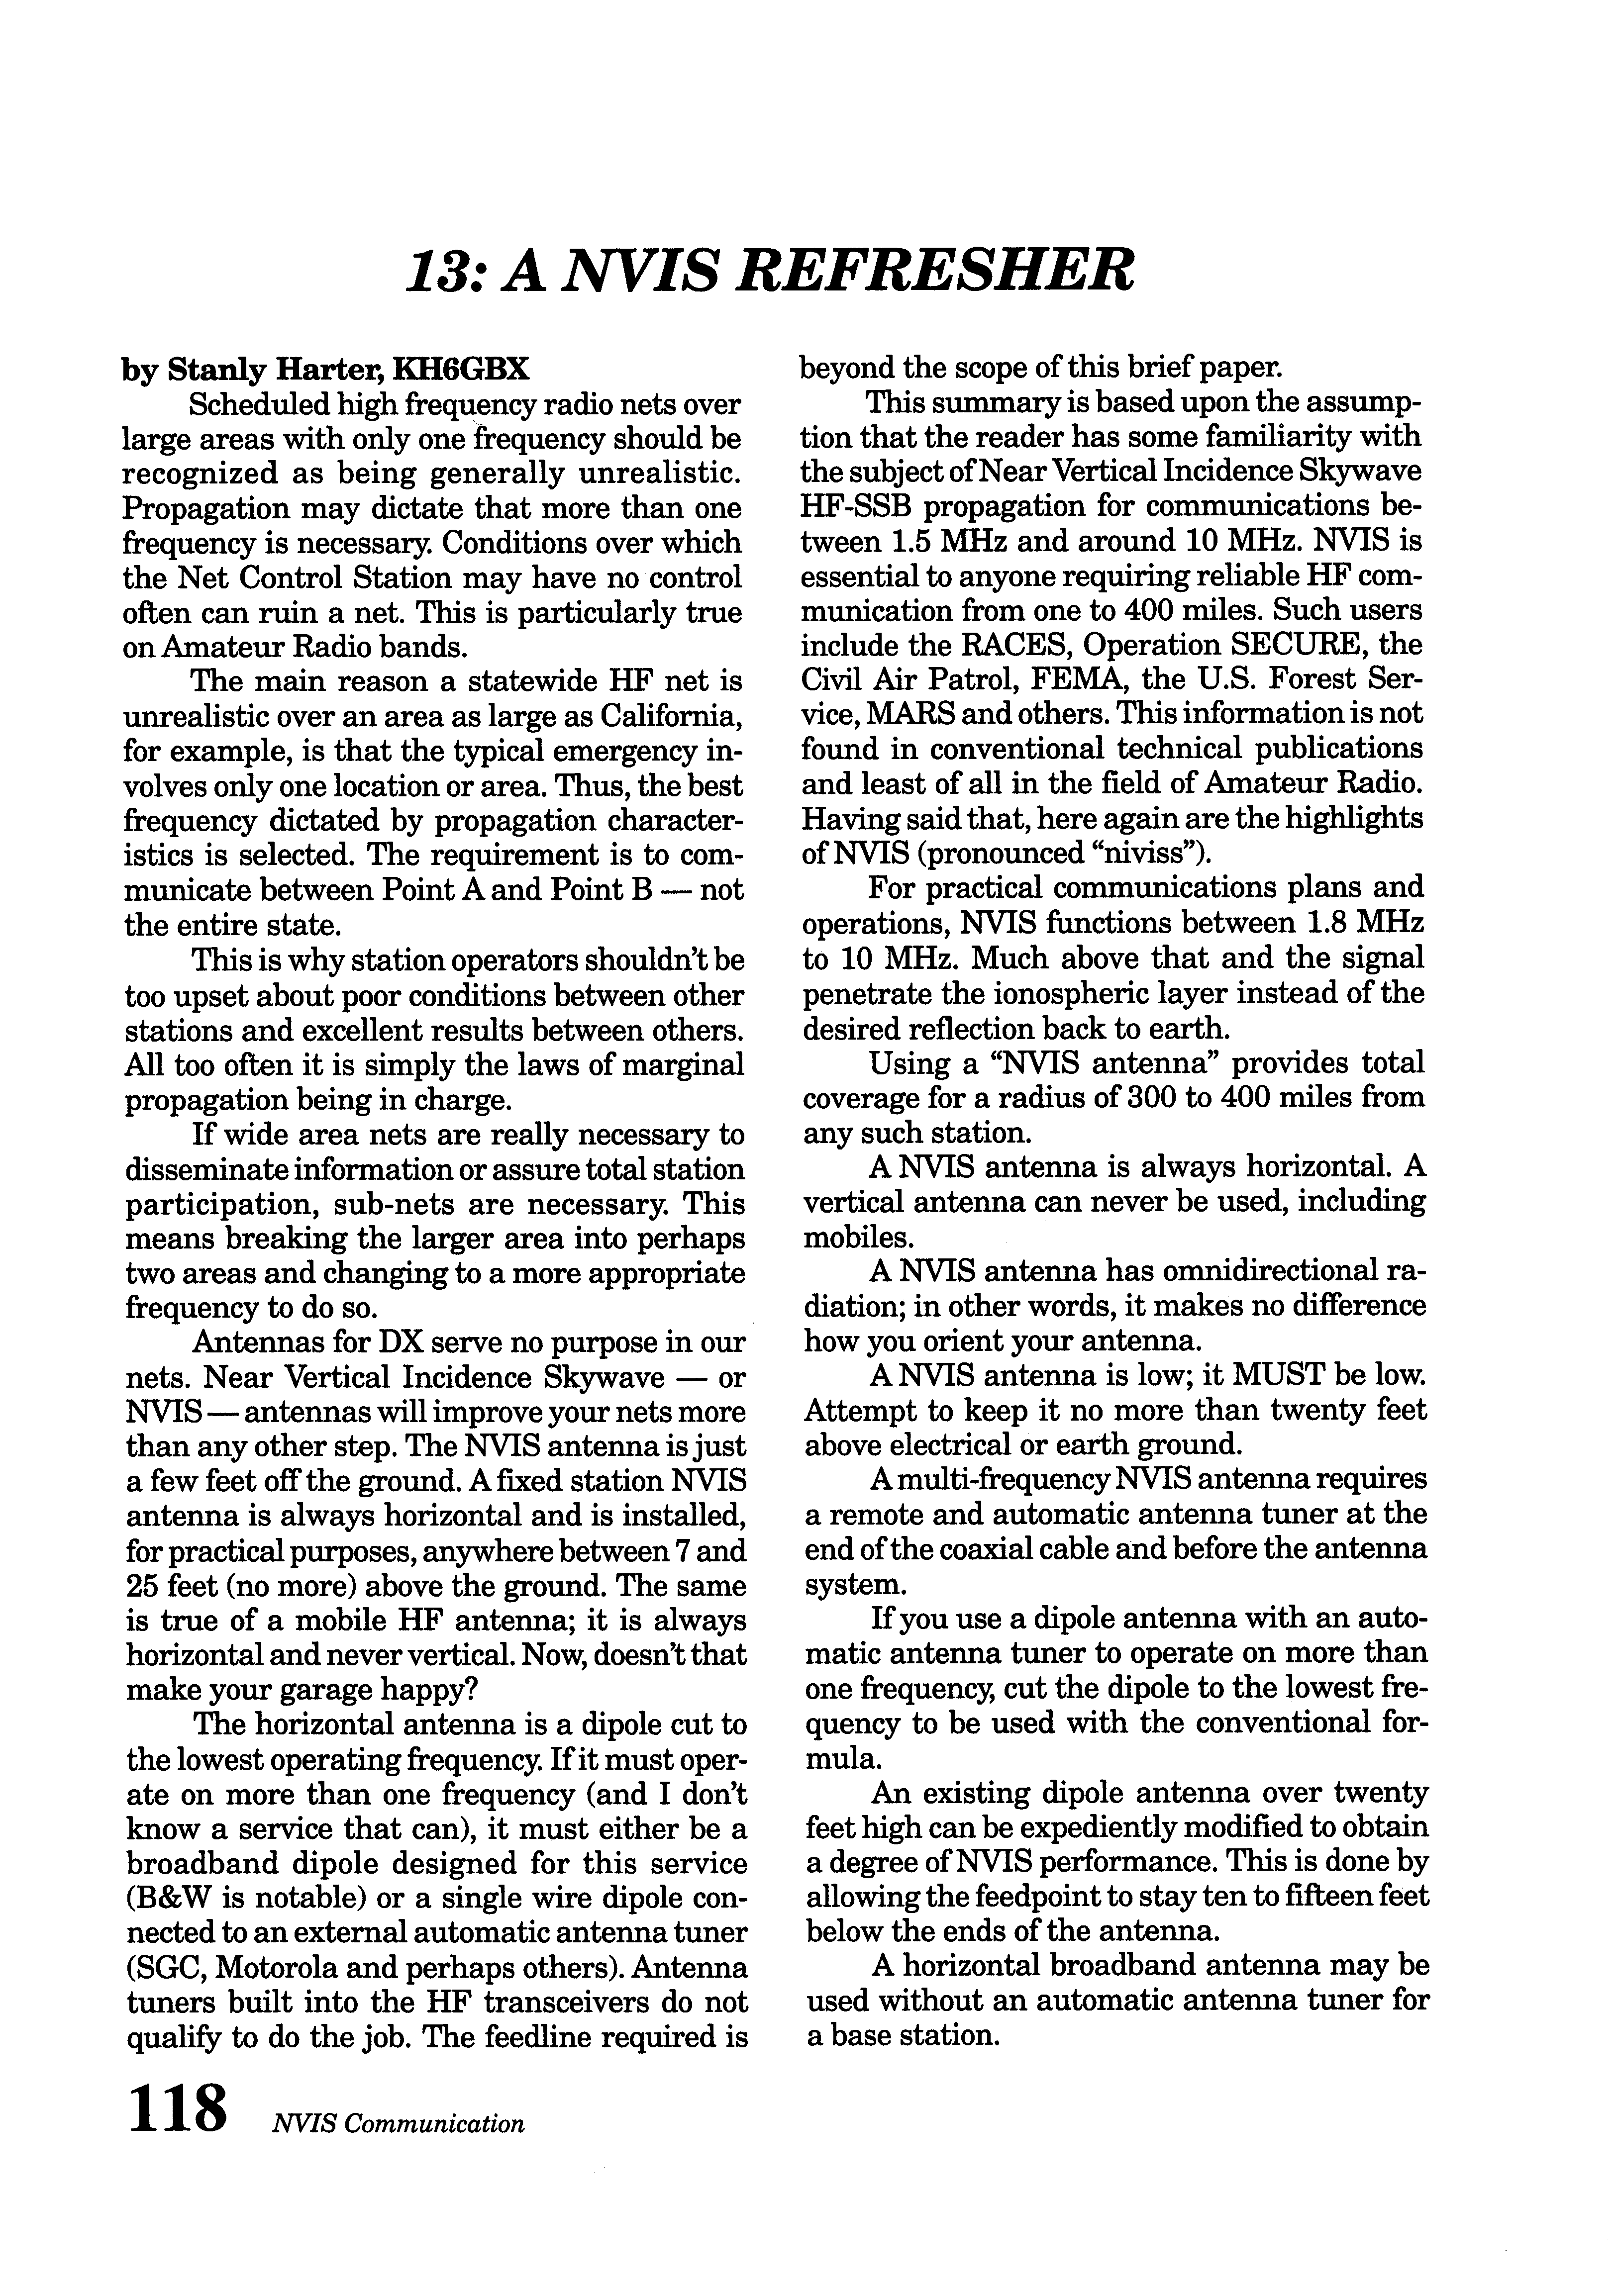 13: A NVIS REFRESHER
by Stanly Harter, KH6GBX
Scheduled high frequency radio nets over
large areas with only one frequency should be
recognized as being generally unrealistic.
Propagation may dictate that more than one
frequency is necessary. Conditions over which
the Net Control Station may have no control
often can ruin a net. This is particularly true
on Amateur Radio bands.
The main reason a statewide HF net is
unrealistic over an area as large as California,
for example, is that the typical emergency in-
volves only one location or area. Thus, the best
frequency dictated by propagation character-
istics is selected. The requirement is to com-
municate between Point A and Point B — not
the entire state.
This is why station operators shouldn't be
too upset about poor conditions between other
stations and excellent results between others.
All too often it is simply the laws of marginal
propagation being in charge.
If wide area nets are really necessary to
disseminate information or assure total station
participation, sub-nets are necessary. This
means breaking the larger area into perhaps
two areas and changing to a more appropriate
frequency to do so.
Antennas for DX serve no purpose in our
nets. Near Vertical Incidence Skywave — or
NVIS — antennas will improve your nets more
than any other step. The NVIS antenna is just
a few feet off the ground. A fixed station NVIS
antenna is always horizontal and is installed,
for practical purposes, anywhere between 7 and
25 feet (no more) above the ground. The same
is true of a mobile HF antenna; it is always
horizontal and never vertical. Now, doesn't that
make your garage happy?
The horizontal antenna is a dipole cut to
the lowest operating frequency. If it must oper-
ate on more than one frequency (and I don't
know a service that can), it must either be a
broadband dipole designed for this service
(B&W is notable) or a single wire dipole con-
nected to an external automatic antenna tuner
(SGC, Motorola and perhaps others). Antenna
tuners built into the HF transceivers do not
qualify to do the job. The feedline required is
beyond the scope of this brief paper.
This summary is based upon the assump-
tion that the reader has some familiarity with
the subject of Near Vertical Incidence Skywave
HF-SSB propagation for communications be-
tween 1.5 MHz and around 10 MHz. NVIS is
essential to anyone requiring reliable HF com-
munication from one to 400 miles. Such users
include the RACES, Operation SECURE, the
Civil Air Patrol, FEMA, the U.S. Forest Ser-
vice, MARS and others. This information is not
found in conventional technical publications
and least of all in the field of Amateur Radio.
Having said that, here again are the highlights
of NVIS (pronounced “niviss”).
For practical communications plans and
operations, NVIS functions between 1.8 MHz
to 10 MHz. Much above that and the signal
penetrate the ionospheric layer instead of the
desired reflection back to earth.
Using a “NVIS antenna” provides total
coverage for a radius of 300 to 400 miles from
any such station.
A NVIS antenna is always horizontal. A
vertical antenna can never be used, including
mobiles.
A NVIS antenna has omnidirectional ra-
diation; in other words, it makes no difference
how you orient your antenna.
A NVIS antenna is low; it MUST be low.
Attempt to keep it no more than twenty feet
above electrical or earth ground.
A multi-frequency NVIS antenna requires
a remote and automatic antenna tuner at the
end of the coaxial cable and before the antenna
system.
If you use a dipole antenna with an auto-
matic antenna tuner to operate on more than
one frequency, cut the dipole to the lowest fre-
quency to be used with the conventional for-
mula.
An existing dipole antenna over twenty
feet high can be expediently modified to obtain
a degree of NVIS performance. This is done by
allowing the feedpoint to stay ten to fifteen feet
below the ends of the antenna.
A horizontal broadband antenna may be
used without an automatic antenna tuner for
a base station.
118 NVIS Communication